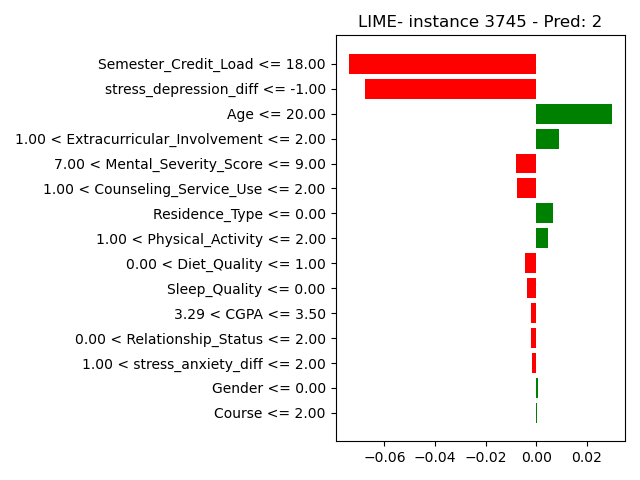 LIME- instance 3745 - Pred: 2
Semester_Credit_Load <= 18.00
stress_depression_diff <= -1.00
Age <= 20.00
1.00 < Extracurricular_Involvement <= 2.00
7.00 < Mental_Severity_Score <= 9.00
1.00 < Counseling_Service_Use <= 2.00
Residence_Type <= 0.00
1.00 < Physical_Activity <= 2.00
0.00 < Diet_Quality <= 1.00
Sleep_Quality <= 0.00
3.29 < CGPA <= 3.50
0.00 < Relationship_Status <= 2.00
1.00 < stress_anxiety_diff <= 2.00
Gender <= 0.00
Course <= 2.00
−0.06 −0.04 −0.02 0.00 0.02